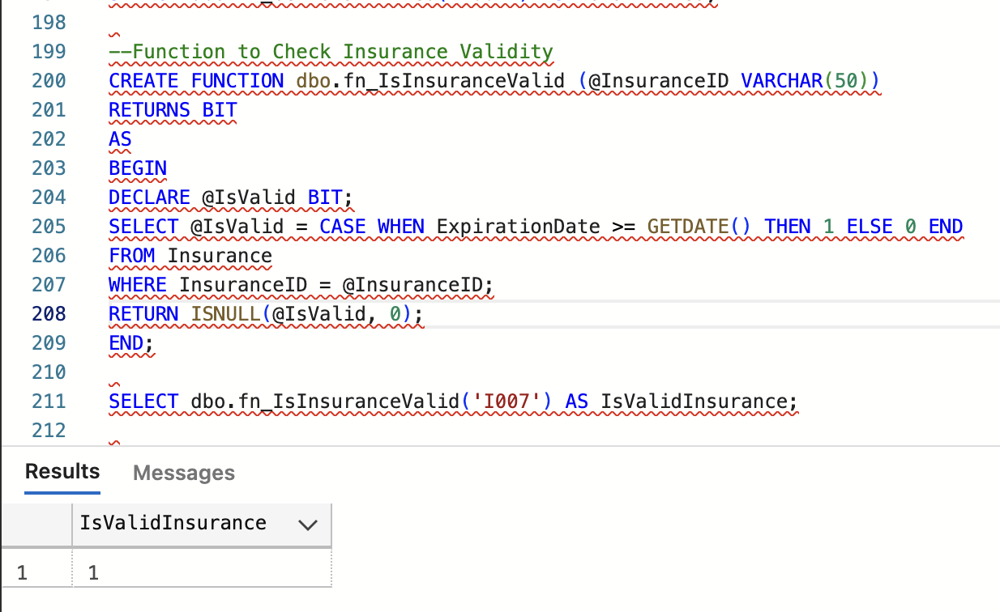 198
199 --Function to Check Insurance Validity
200 CREATE FUNCTION dbo.fn_IsInsuranceValid (@InsuranceID VARCHAR(50))
201 RETURNS BIT
202 AS
203 BEGIN
204 DECLARE @IsValid BIT;
205 SELECT @IsValid = CASE WHEN ExpirationDate >= GETDATE() THEN 1 ELSE 0 END
206 FROM Insurance
207 WHERE InsuranceID = @InsuranceID;
208 RETURN ISNULL(@IsValid, 0);
209 END;
210
211 SELECT dbo.fn_IsInsuranceValid('I007') AS IsValidInsurance;
212
Results Messages
IsValidInsurance
1 1